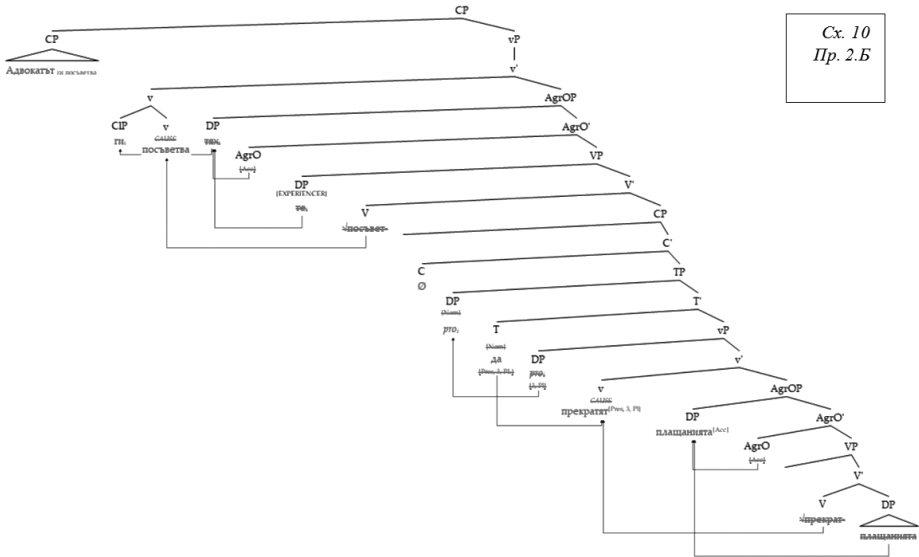 Сх. 10
Пр. 2.Б
CP
CP
vP
Адвокатът ги посъветва
v'
v
AgrOP
ClP
v
DP
AgrO'
ги
CAUSE
тях
посъветва
AgrO
VP
[Acc]
DP
V'
[EXPERIENCER]
те
V
CP
√посъвет-
C'
C
TP
Ø
DP
T'
[Nom]
pro
T
vP
[Nom]
да
DP
v'
[Pres, 3, PL]
pro
[3, Pl]
v
AgrOP
CAUSE
прекратят[Pres, 3, Pl]
DP
AgrO'
плащанията[Acc]
AgrO
VP
[Acc]
V'
V
DP
√прекрат-
плащанията